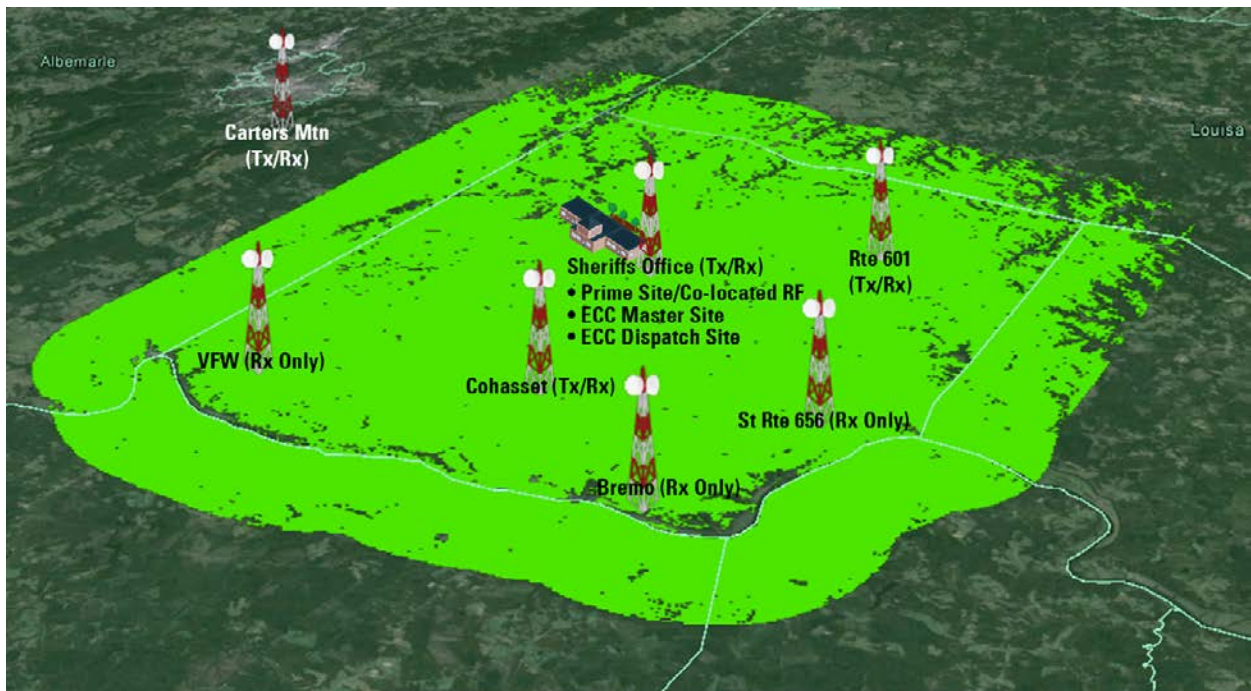 Albemarle
Carters Mtn
(Tx/Rx)
Louisa
Rte 601
(Tx/Rx)
Sheriffs Office (Tx/Rx)
• Prime Site/Co-located RF
• ECC Master Site
• ECC Dispatch Site
VFW (Rx Only)
Cohasset (Tx/Rx)
St Rte 656 (Rx Only)
Bremo (Rx Only)